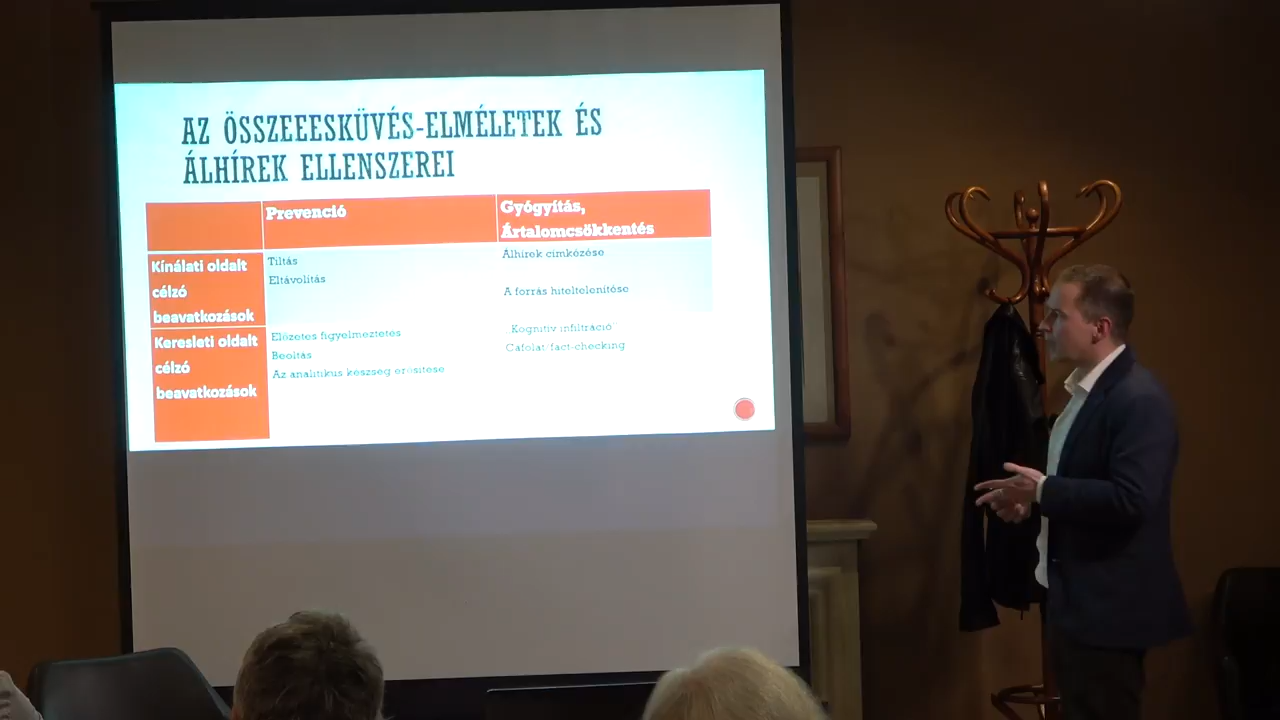 AZ ÖSSZEEESKÜVÉS-ELMÉLETEK ÉS
ÁLHÍREK ELLENSZEREI
Prevenció
Gyógyítás,
Ártalomcsökkentés
Kínálati oldalt
célzó
beavatkozások
Tiltás
Eltávolítás
Álhírek címkézése
A forrás hiteltelenítése
Keresleti oldalt
célzó
beavatkozások
Előzetes figyelmeztetés
Beoltás
Az analitikus készség erősítése
„Kognitív infiltráció”
Cáfolat/fact-checking